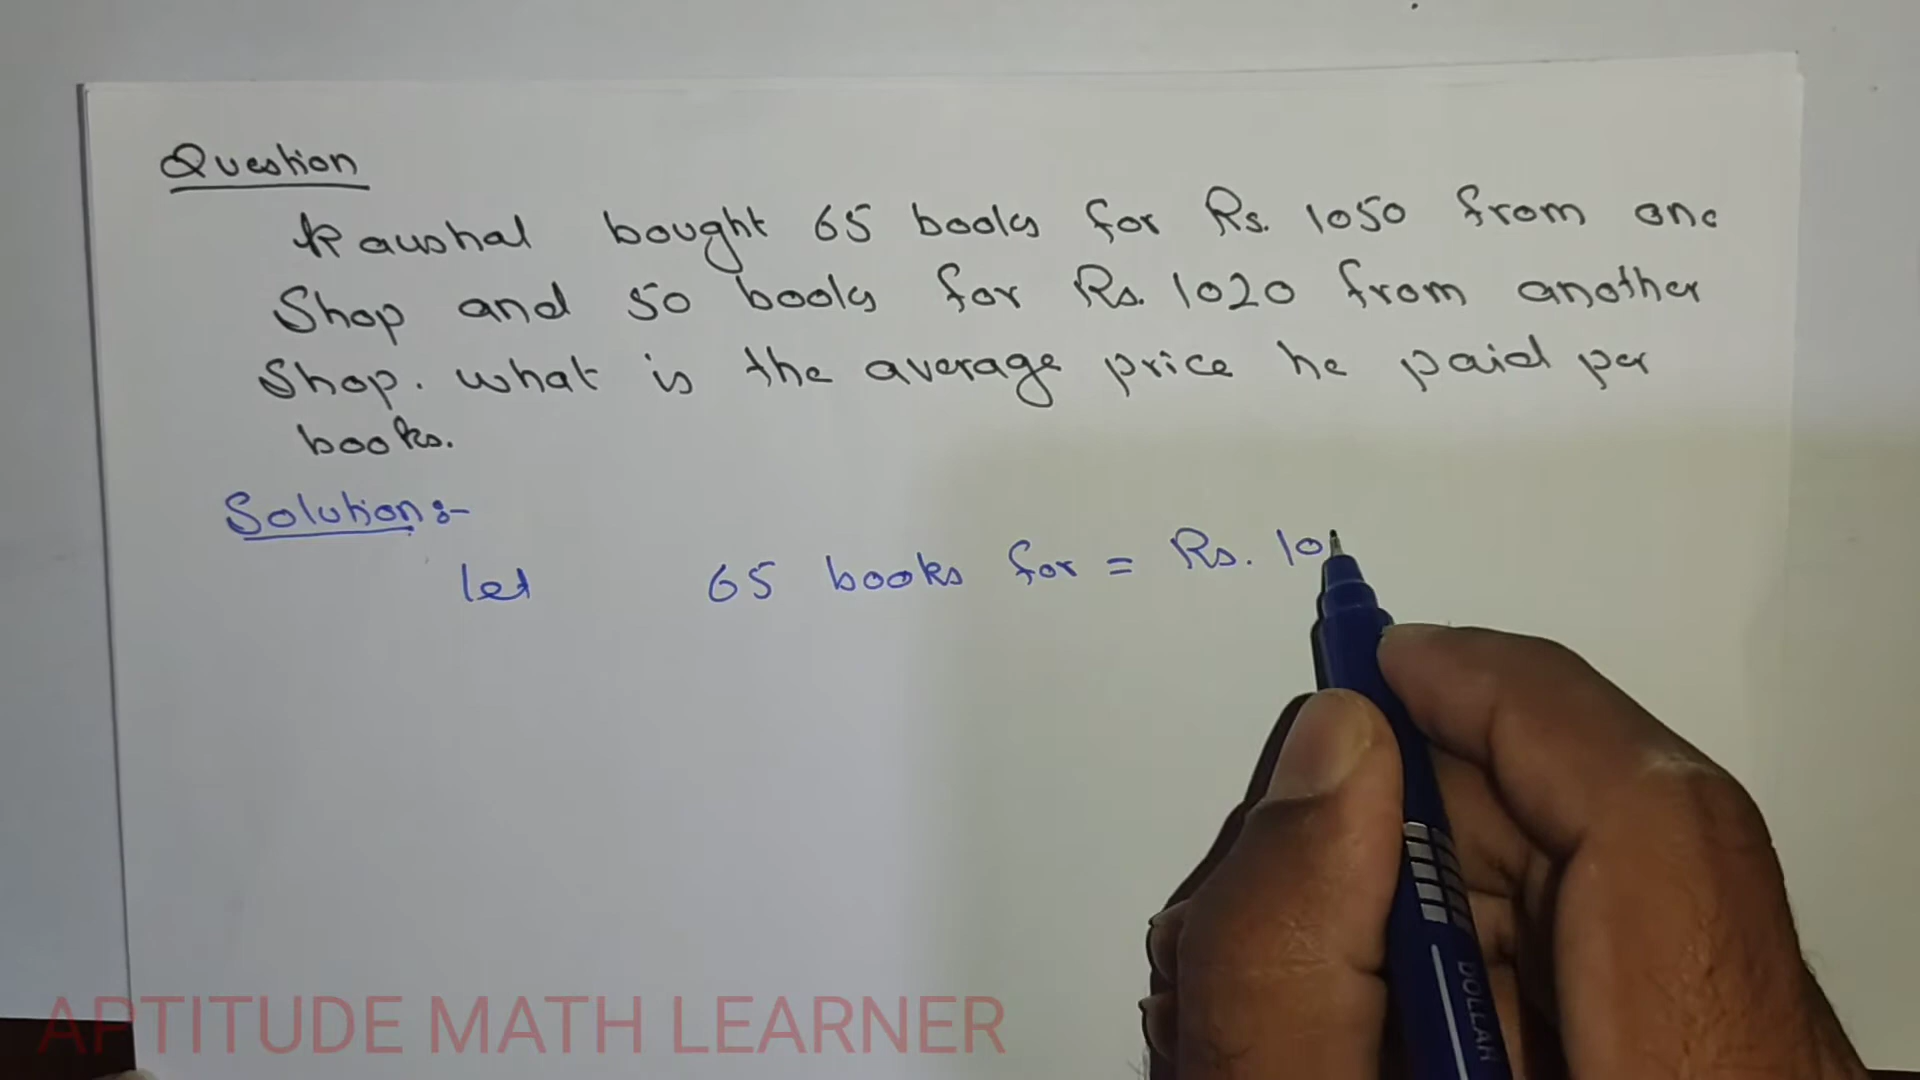 Question
Kaushal bought 65 books for Rs. 1050 from one
Shop and 50 books for Rs. 1020 from another
Shop. what is the average price he paid per
books.
Solution:-
let 65 books for = Rs. 10
DOLLAR
APTITUDE MATH LEARNER